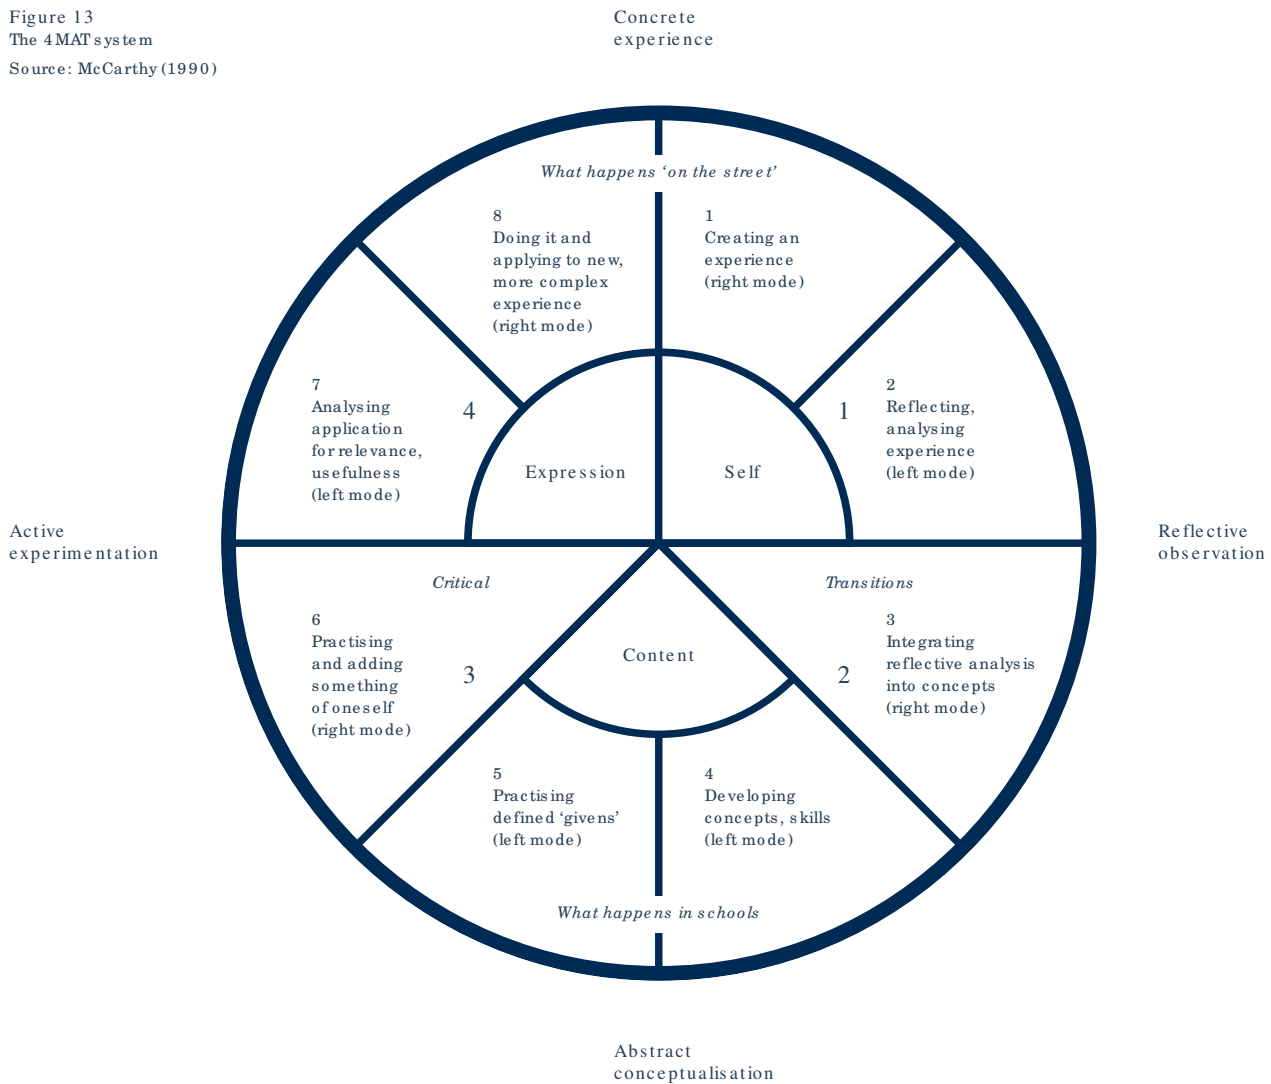 Figure 13
The 4MAT system
Source: McCarthy (1990)
Concrete
experience
What happens ‘on the street’
8
Doing it and
applying to new,
more complex
experience
(right mode)
1
Creating an
experience
(right mode)
7
Analysing
application
for relevance,
usefulness
(left mode)
4
1
2
Reflecting,
analysing
experience
(left mode)
Expression
Self
Active
experimentation
Reflective
observation
Critical
Transitions
6
Practising
and adding
something
of oneself
(right mode)
3
Content
2
3
Integrating
reflective analysis
into concepts
(right mode)
5
Practising
defined ‘givens’
(left mode)
4
Developing
concepts, skills
(left mode)
What happens in schools
Abstract
conceptualisation